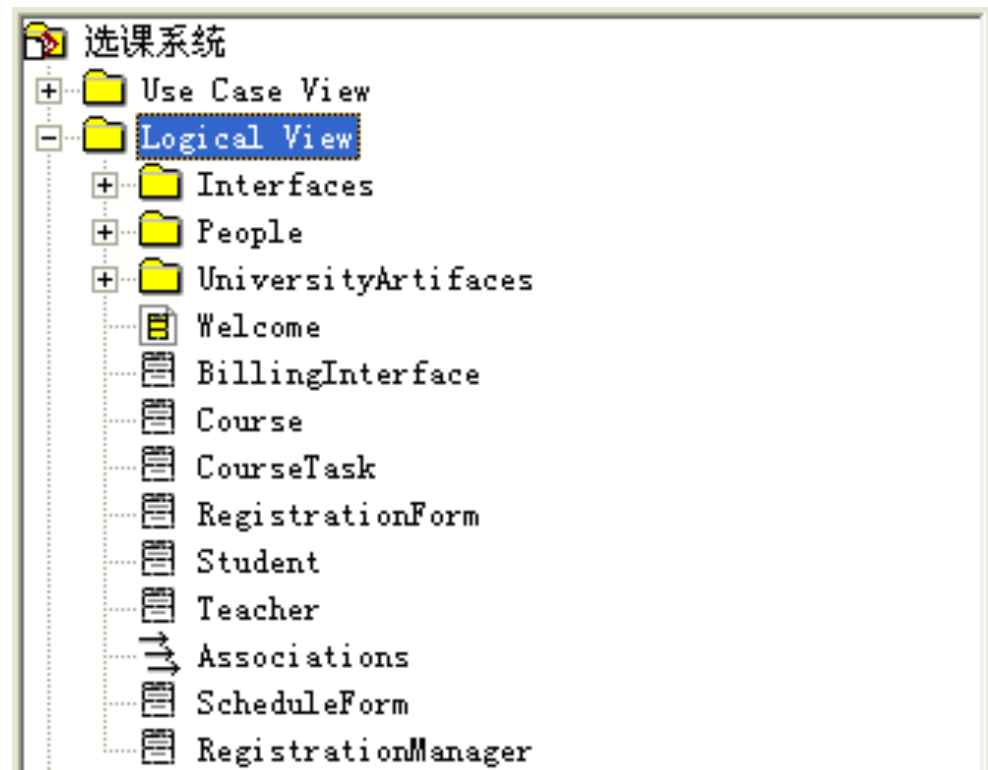 选课系统
Use Case View
Logical View
Interfaces
People
UniversityArtifaces
Welcome
BillingInterface
Course
CourseTask
RegistrationForm
Student
Teacher
Associations
ScheduleForm
RegistrationManager